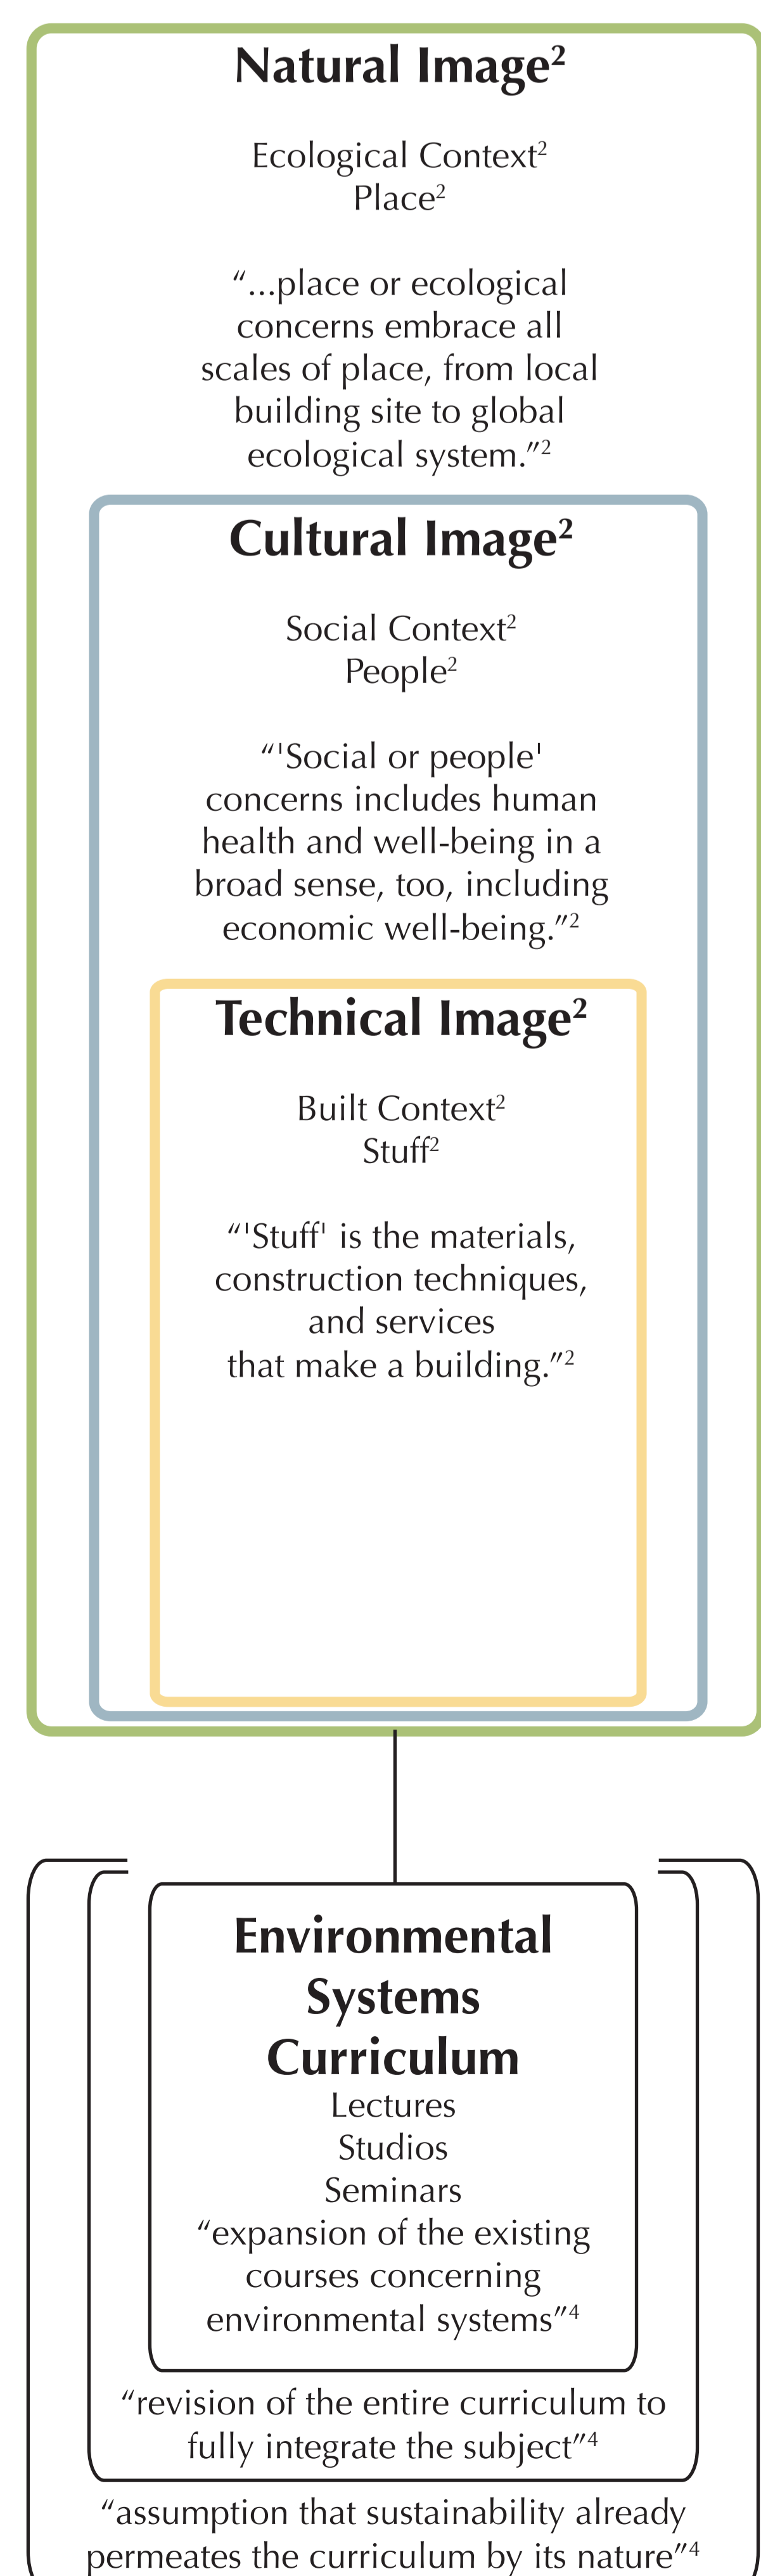 Natural Image²
Ecological Context²
Place²
“...place or ecological
concerns embrace all
scales of place, from local
building site to global
ecological system.”²
Cultural Image²
Social Context²
People²
“'Social or people'
concerns includes human
health and well-being in a
broad sense, too, including
economic well-being.”²
Technical Image²
Built Context²
Stuff²
“'Stuff' is the materials,
construction techniques,
and services
that make a building.”²
Environmental
Systems
Curriculum
Lectures
Studios
Seminars
“expansion of the existing
courses concerning
environmental systems”⁴
“revision of the entire curriculum to
fully integrate the subject”⁴
“assumption that sustainability already
permeates the curriculum by its nature”⁴